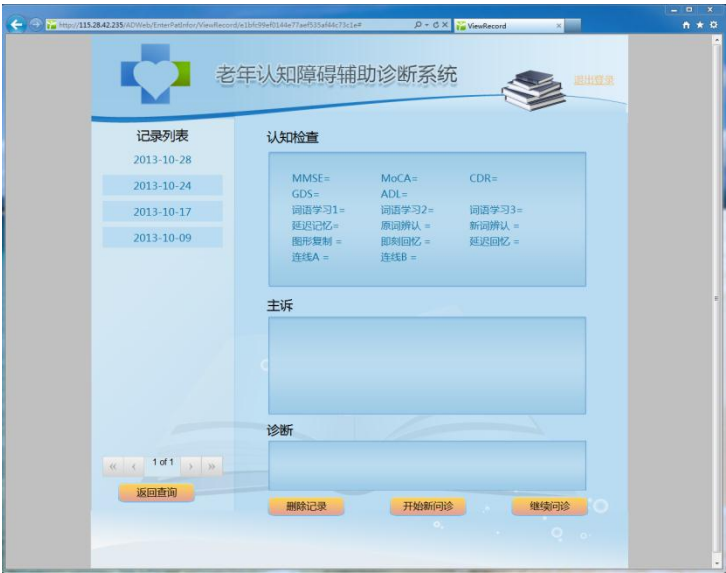 http://115.28.42.235/ADWeb/EnterPatInfor/ViewRecord/e1bfc99ef0144e77aef535af44c73c1e#
ViewRecord
老年认知障碍辅助诊断系统
退出登录
记录列表
2013-10-28
2013-10-24
2013-10-17
2013-10-09
1 of 1
返回查询
认知检查
MMSE= MoCA= CDR=
GDS= ADL=
词语学习1= 词语学习2= 词语学习3=
延迟记忆= 原词辨认 = 新词辨认 =
图形复制 = 即刻回忆 = 延迟回忆 =
连线A = 连线B =
主诉
诊断
删除记录 开始新问诊 继续问诊